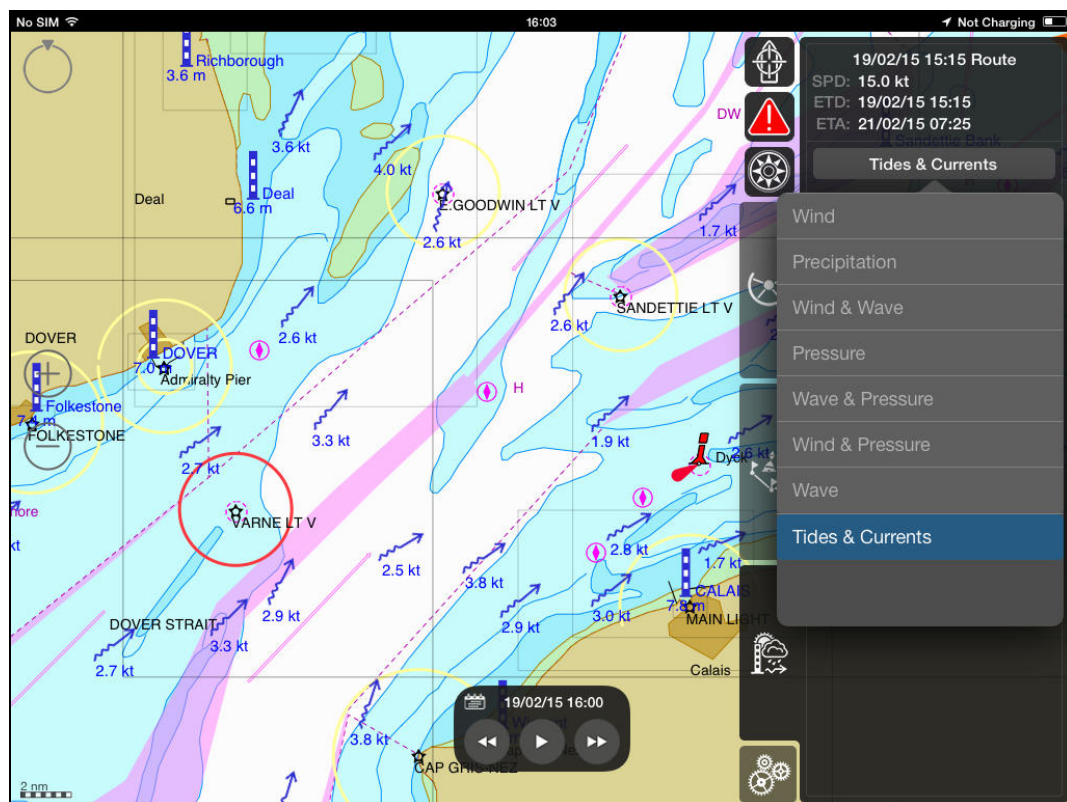 No SIM
16:03
Not Charging
19/02/15 15:15 Route
SPD: 15.0 kt
ETD: 19/02/15 15:15
ETA: 21/02/15 07:25
Sandettie Bank
Tides & Currents
Wind
Precipitation
Wind & Wave
Pressure
Wave & Pressure
Wind & Pressure
Wave
Tides & Currents
Richborough
3.6 m
DW
3.6 kt
4.0 kt
Deal
Deal
6.6 m
E.GOODWIN LT V
2.6 kt
1.7 kt
SANDETTIE LT V
2.6 kt
2.6 kt
DOVER
DOVER
Admiralty Pier
H
Folkestone
FOLKESTONE
3.3 kt
1.9 kt
2.7 kt
Dyck
2.6 kt
VARNE LT V
kt
2.8 kt
2.5 kt
3.8 kt
1.7 kt
CALAIS
7.8 m
2.9 kt
3.0 kt
MAIN LIGHT
DOVER STRAIT
3.3 kt
2.9 kt
2.7 kt
Calais
19/02/15 16:00
3.8 kt
CAP GRIS-NEZ
2 nm